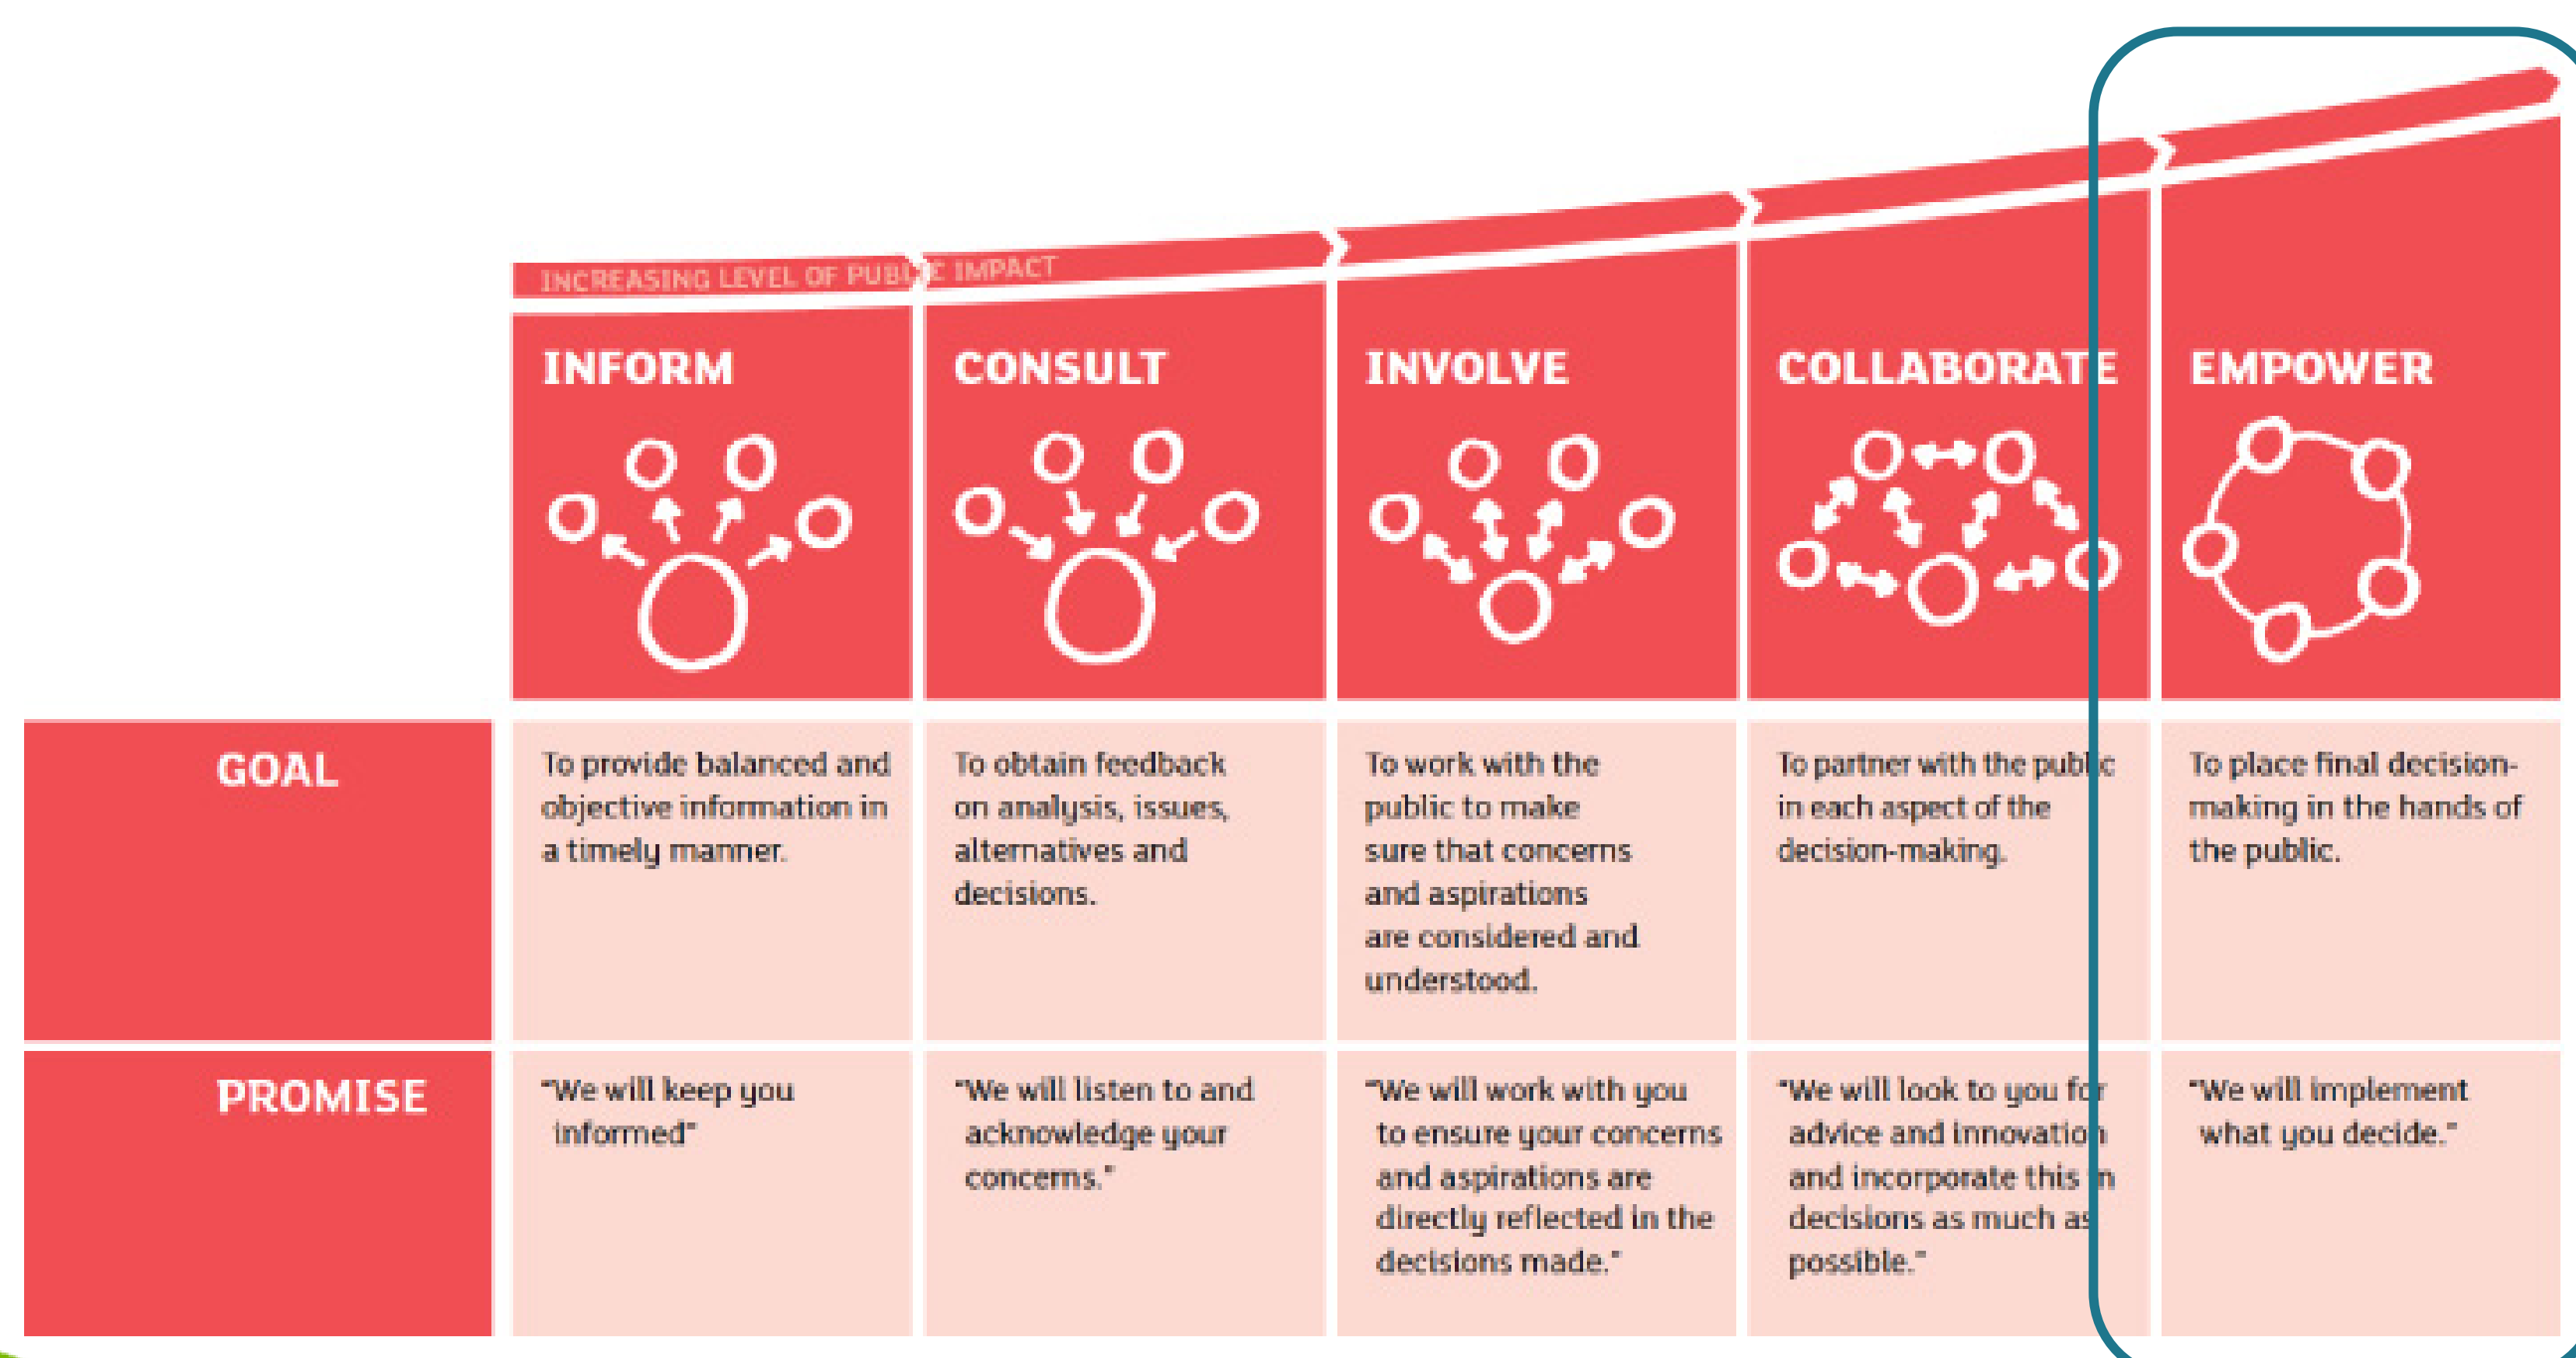 INCREASING LEVEL OF PUBLIC IMPACT
INFORM
CONSULT
INVOLVE
COLLABORATE
EMPOWER
GOAL
To provide balanced and
objective information in
a timely manner.
To obtain feedback
on analysis, issues,
alternatives and
decisions.
To work with the
public to make
sure that concerns
and aspirations
are considered and
understood.
To partner with the public
in each aspect of the
decision-making.
To place final decision-
making in the hands of
the public.
PROMISE
"We will keep you
informed"
"We will listen to and
acknowledge your
concerns."
"We will work with you
to ensure your concerns
and aspirations are
directly reflected in the
decisions made."
"We will look to you for
advice and innovation
and incorporate this in
decisions as much as
possible."
"We will implement
what you decide."